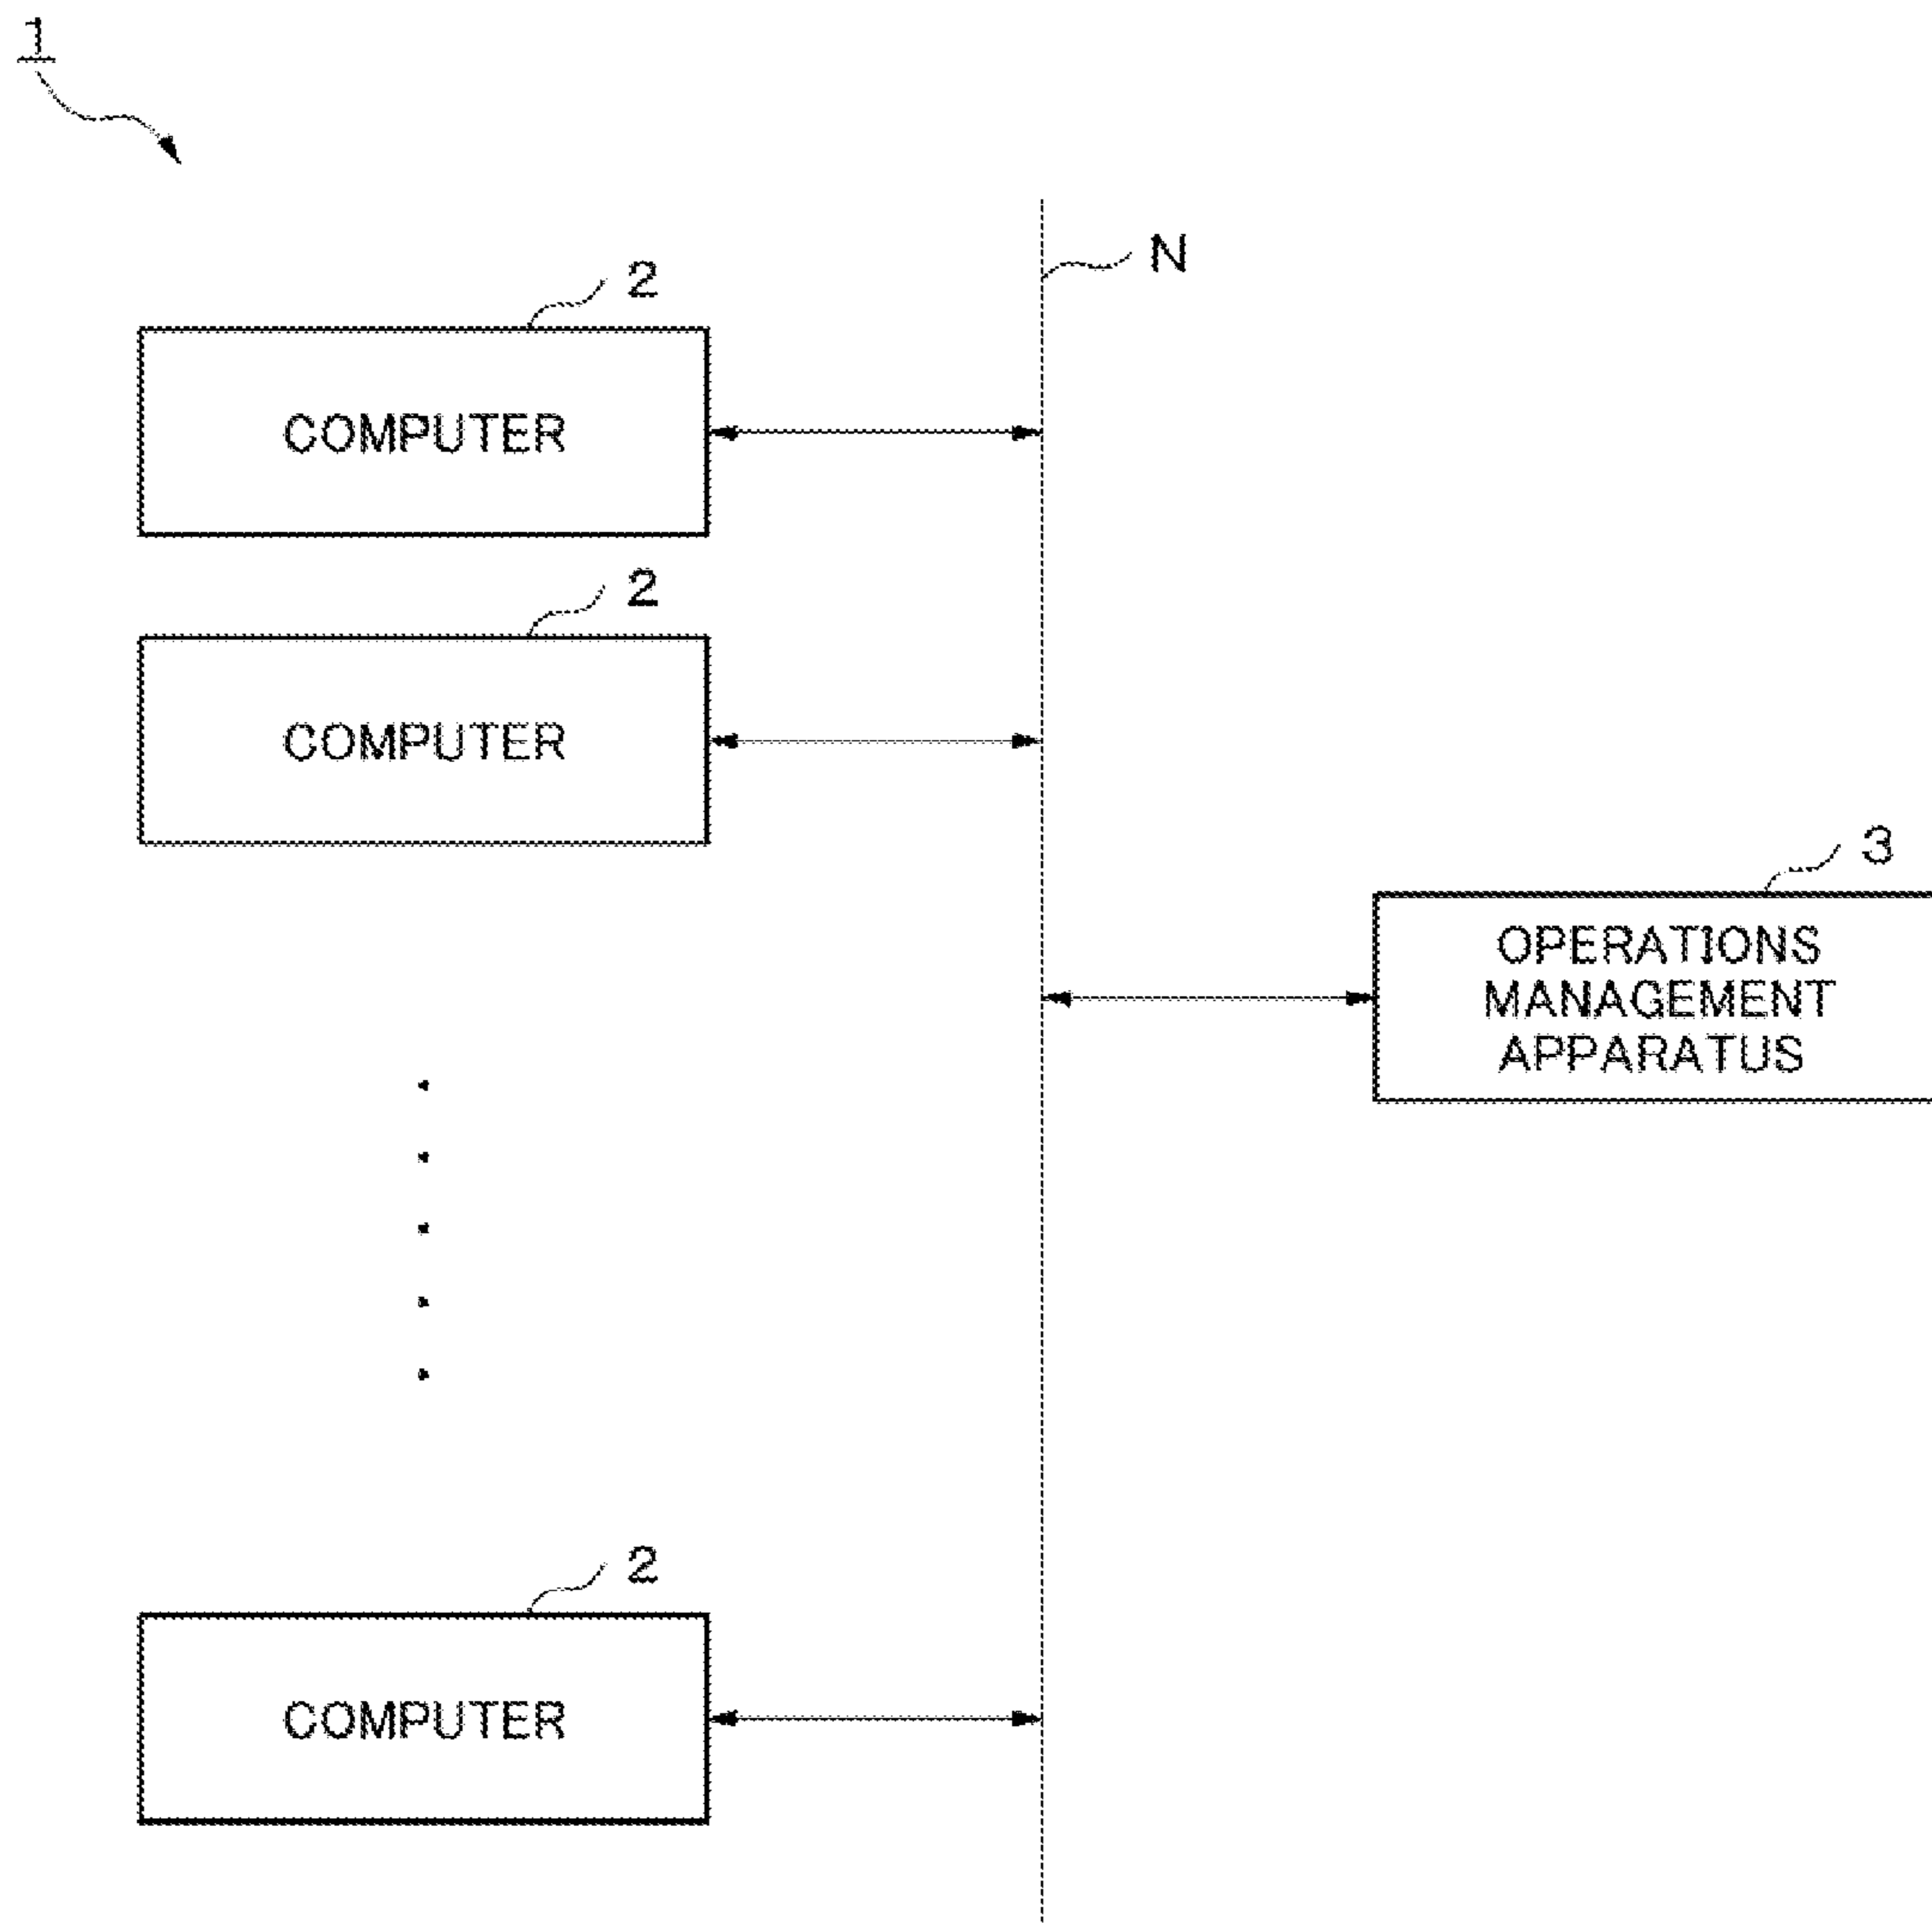 1
N
2
COMPUTER
2
COMPUTER
3
OPERATIONS
MANAGEMENT
APPARATUS
2
COMPUTER